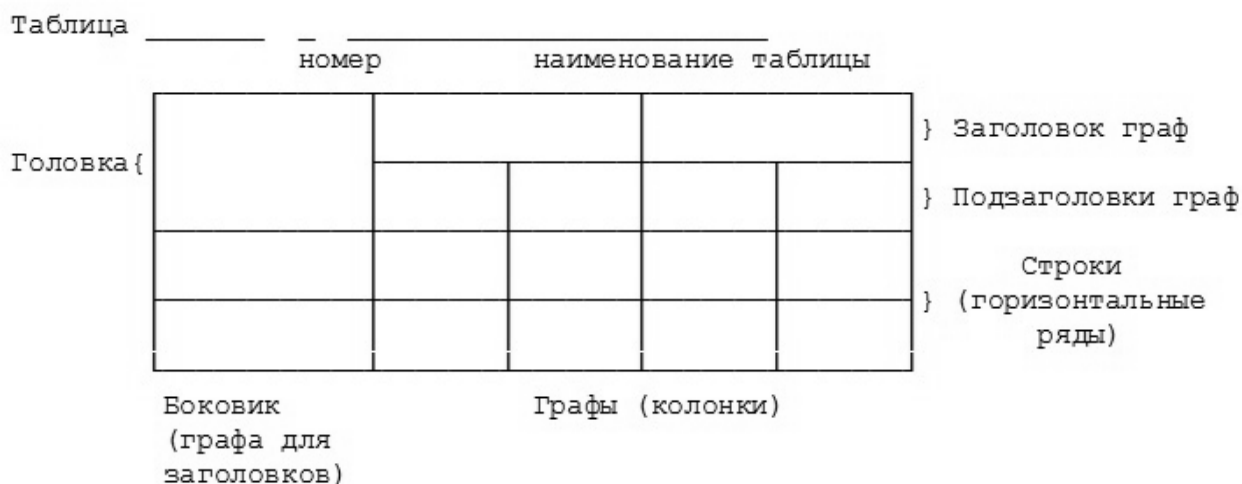 Таблица _______ _ _________________________
номер наименование таблицы
} Заголовок граф
Головка{
} Подзаголовки граф
Строки
} (горизонтальные
ряды)
Боковик Графы (колонки)
(графа для
заголовков)